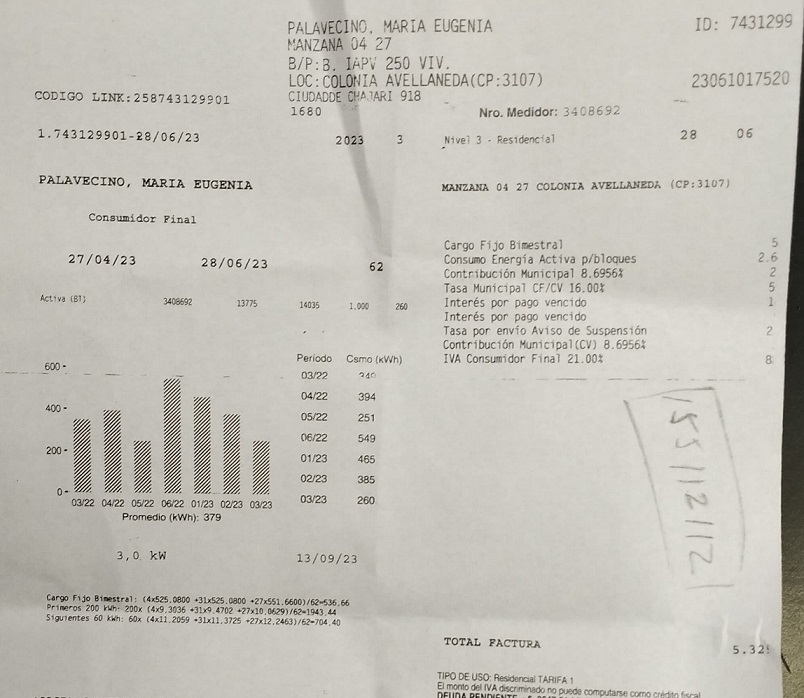 PALAVECINO, MARIA EUGENIA
ID: 7431299
MANZANA 04 27
B/P:B. IAPV 250 VIV.
LOC:COLONIA AVELLANEDA(CP:3107)
23061017520
CODIGO LINK:258743129901
CIUDADDE CHAJARI 918
1680
Nro. Medidor: 3408692
1.743129901-28/06/23
2023 3
Nivel 3 - Residencial
28 06
PALAVECINO, MARIA EUGENIA
MANZANA 04 27 COLONIA AVELLANEDA (CP:3107)
Consumidor Final
27/04/23 28/06/23 62
Cargo Fijo Bimestral 5
Consumo Energía Activa p/bloques 2.6
Contribución Municipal 8.6956% 2
Tasa Municipal CF/CV 16.00% 5
Interés por pago vencido 1
Interés por pago vencido
Tasa por envío Aviso de Suspensión 2
Contribución Municipal(CV) 8.6956%
IVA Consumidor Final 21.00% 8
Activa (B1) 3408692 13775 14035 1.000 260
Período Csmo (kWh)
03/22
04/22 394
05/22 251
06/22 549
01/23 465
02/23 385
03/23 260
600
400
200
0
03/22 04/22 05/22 06/22 01/23 02/23 03/23
Promedio (kWh): 379
155112112
3,0 kW 13/09/23
Cargo Fijo Bimestral: (4x525.0800 +31x525.0800 +27x551.6600)/62=536.66
Primeros 200 kWh: 200x (4x9.3036 +31x9.4702 +27x10.0629)/62=1943.44
Siguientes 60 kWh: 60x (4x11.2059 +31x11.3725 +27x12.2463)/62=704.40
TOTAL FACTURA 5.32
TIPO DE USO: Residencial TARIFA 1
El monto del IVA discriminado no puede computarse como crédito fiscal
DEUDA PENDIENTE